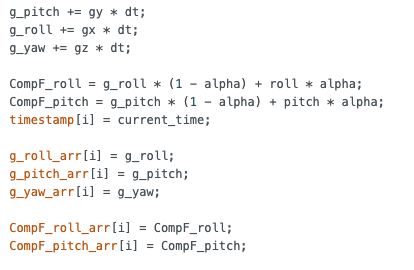 g_pitch += gy * dt;
g_roll += gx * dt;
g_yaw += gz * dt;
CompF_roll = g_roll * (1 - alpha) + roll * alpha;
CompF_pitch = g_pitch * (1 - alpha) + pitch * alpha;
timestamp[i] = current_time;
g_roll_arr[i] = g_roll;
g_pitch_arr[i] = g_pitch;
g_yaw_arr[i] = g_yaw;
CompF_roll_arr[i] = CompF_roll;
CompF_pitch_arr[i] = CompF_pitch;